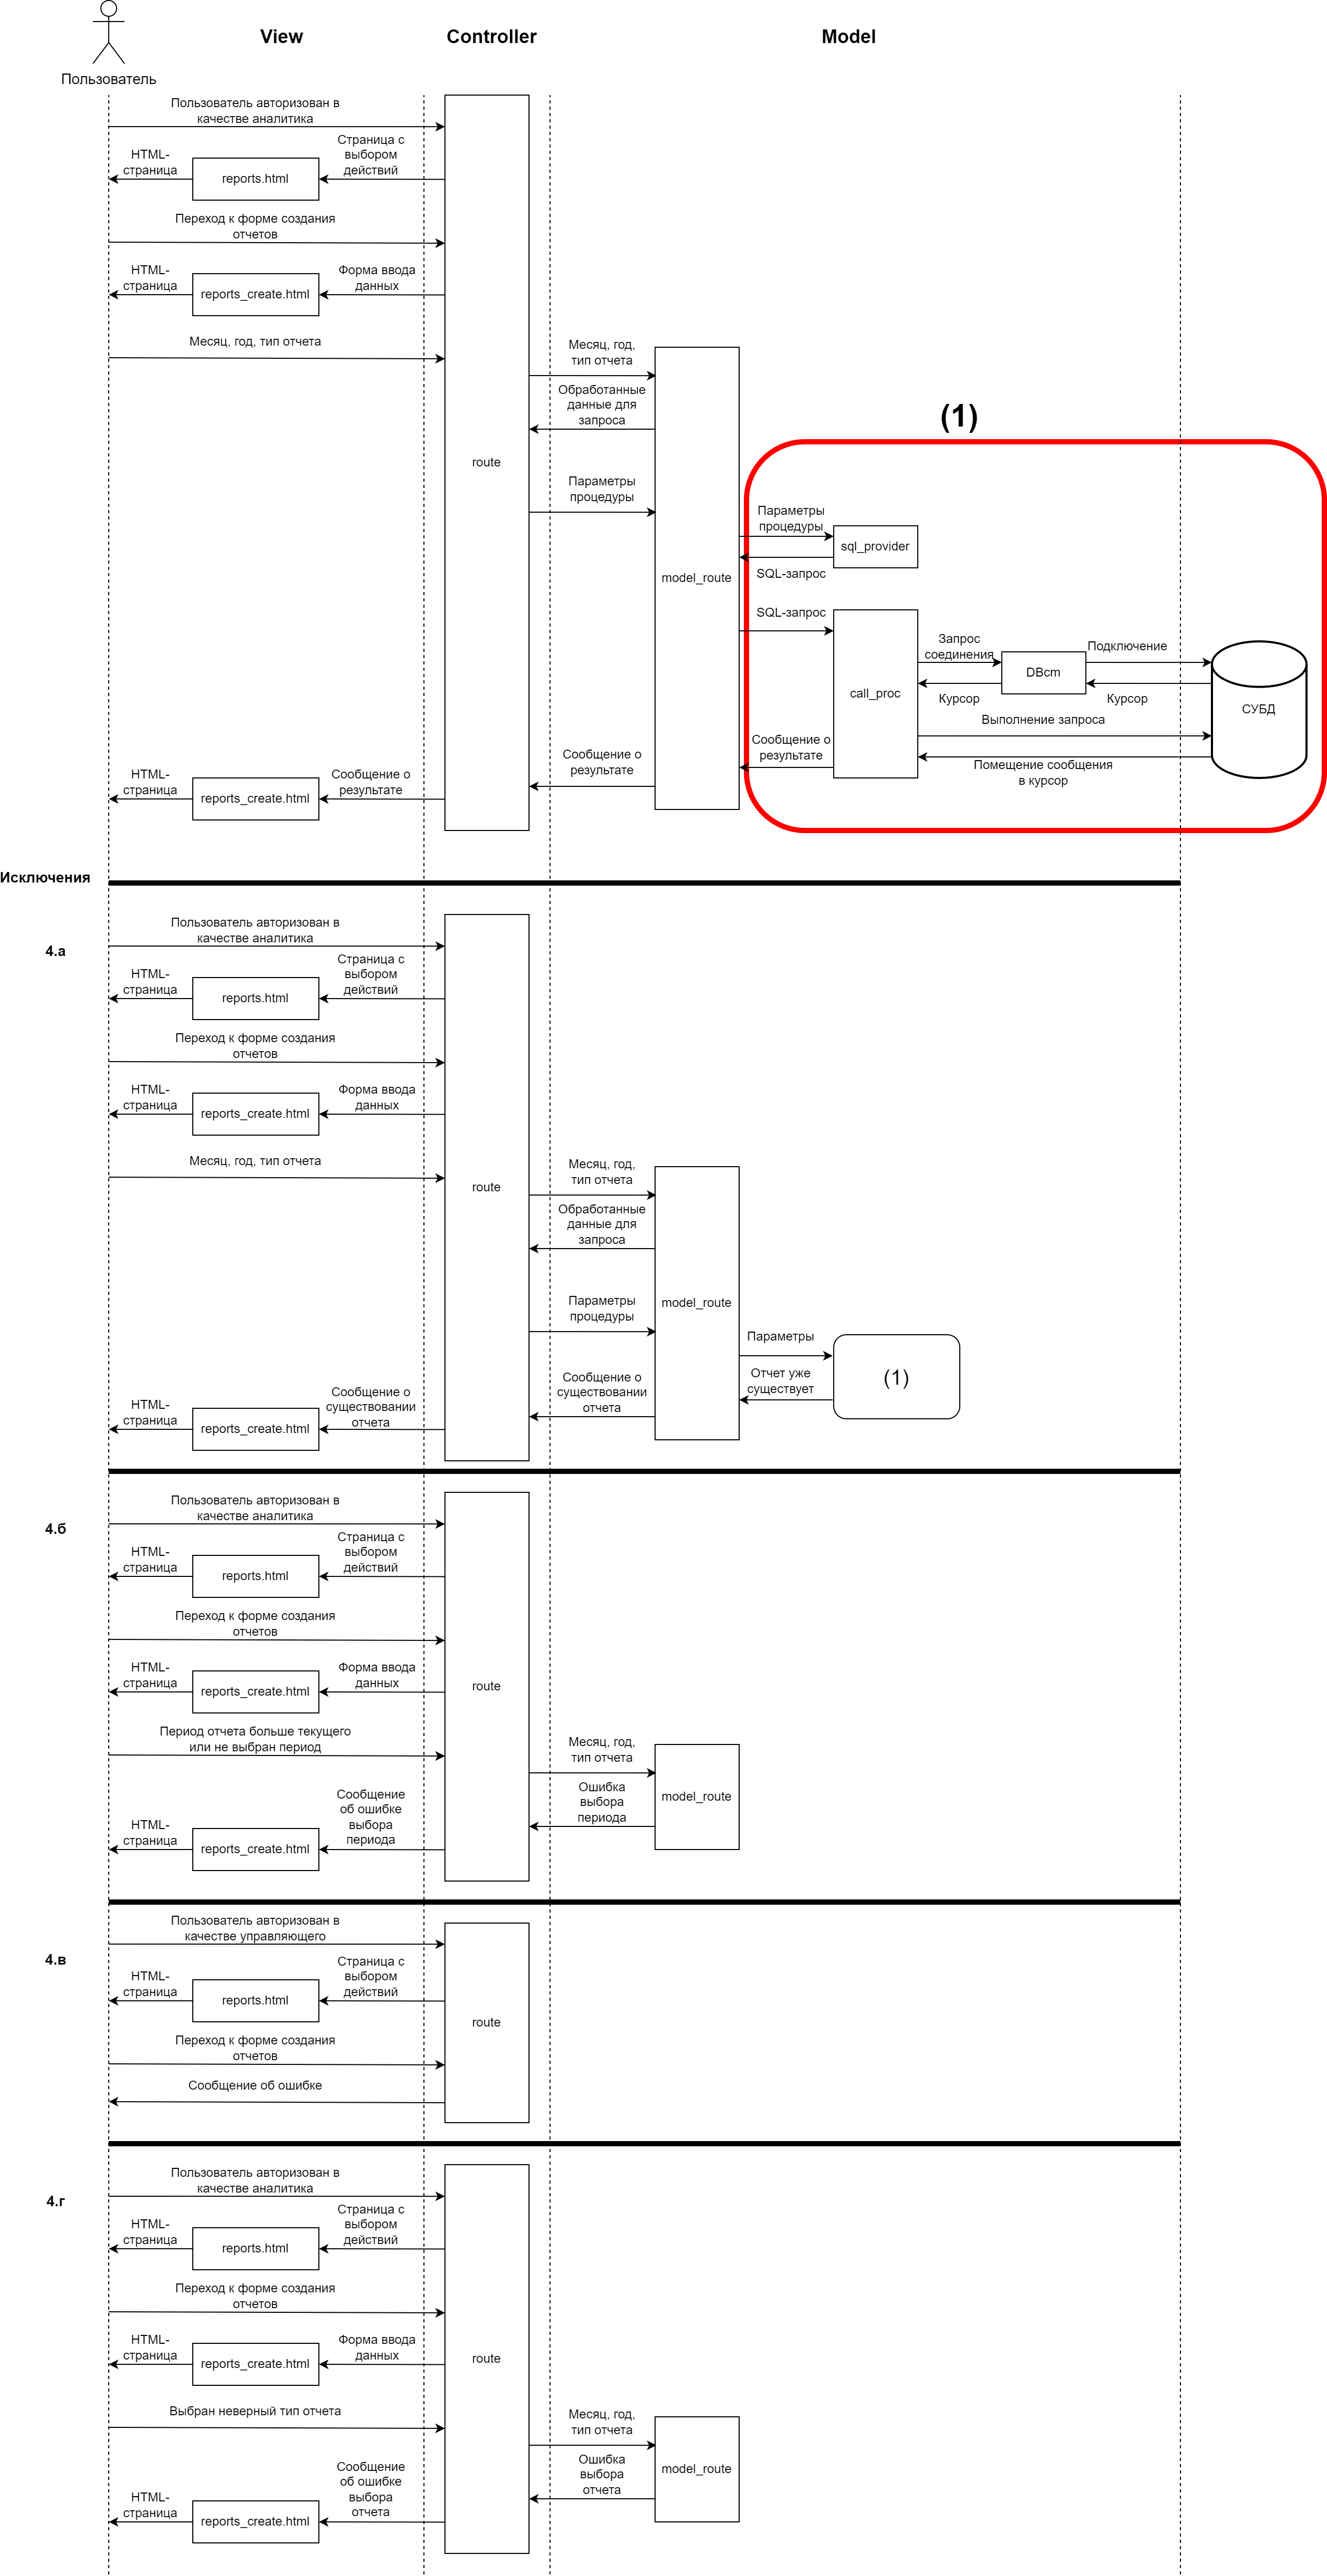 View
Controller
Model
Пользователь
Пользователь авторизован в
качестве аналитика
HTML-
страница
reports.html
Страница с
выбором
действий
Переход к форме создания
отчетов
HTML-
страница
reports_create.html
Форма ввода
данных
Месяц, год, тип отчета
route
Месяц, год,
тип отчета
Обработанные
данные для
запроса
Параметры
процедуры
model_route
(1)
Параметры
процедуры
sql_provider
SQL-запрос
SQL-запрос
call_proc
Запрос
соединения
DBcm
Подключение
Курсор
Курсор
СУБД
Выполнение запроса
Помещение сообщения
в курсор
Сообщение о
результате
Сообщение о
результате
HTML-
страница
reports_create.html
Сообщение о
результате
Исключения
4.а
Пользователь авторизован в
качестве аналитика
HTML-
страница
reports.html
Страница с
выбором
действий
Переход к форме создания
отчетов
HTML-
страница
reports_create.html
Форма ввода
данных
Месяц, год, тип отчета
route
Месяц, год,
тип отчета
Обработанные
данные для
запроса
Параметры
процедуры
model_route
Параметры
(1)
Отчет уже
существует
Сообщение о
существовании
отчета
HTML-
страница
reports_create.html
Сообщение о
существовании
отчета
4.б
Пользователь авторизован в
качестве аналитика
HTML-
страница
reports.html
Страница с
выбором
действий
Переход к форме создания
отчетов
HTML-
страница
reports_create.html
Форма ввода
данных
route
Период отчета больше текущего
или не выбран период
Месяц, год,
тип отчета
Ошибка
выбора
периода
model_route
HTML-
страница
reports_create.html
Сообщение
об ошибке
выбора
периода
4.в
Пользователь авторизован в
качестве управляющего
HTML-
страница
reports.html
Страница с
выбором
действий
route
Переход к форме создания
отчетов
Сообщение об ошибке
4.г
Пользователь авторизован в
качестве аналитика
HTML-
страница
reports.html
Страница с
выбором
действий
Переход к форме создания
отчетов
HTML-
страница
reports_create.html
Форма ввода
данных
route
Выбран неверный тип отчета
Месяц, год,
тип отчета
Ошибка
выбора
отчета
model_route
HTML-
страница
reports_create.html
Сообщение
об ошибке
выбора
отчета